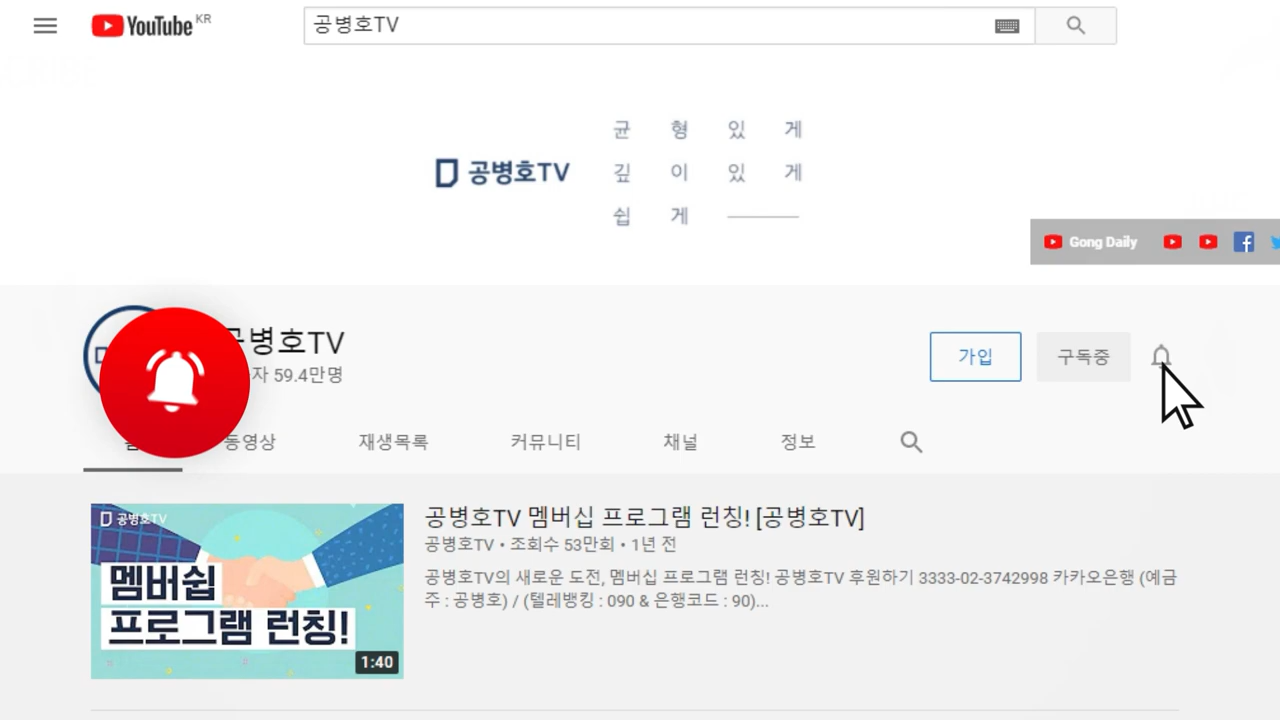 YouTube KR
공병호TV
균 형 있 게
공병호TV
깊 이 있 게
쉽 게
Gong Daily
병호TV
자 59.4만명
가입
구독중
동영상
재생목록
커뮤니티
채널
정보
공병호TV
멤버쉽
프로그램 런칭!
1:40
공병호TV 멤버십 프로그램 런칭! [공병호TV]
공병호TV • 조회수 53만회 • 1년 전
공병호TV의 새로운 도전, 멤버십 프로그램 런칭! 공병호TV 후원하기 3333-02-3742998 카카오은행 (예금
주 : 공병호) / (텔레뱅킹 : 090 & 은행코드 : 90)...